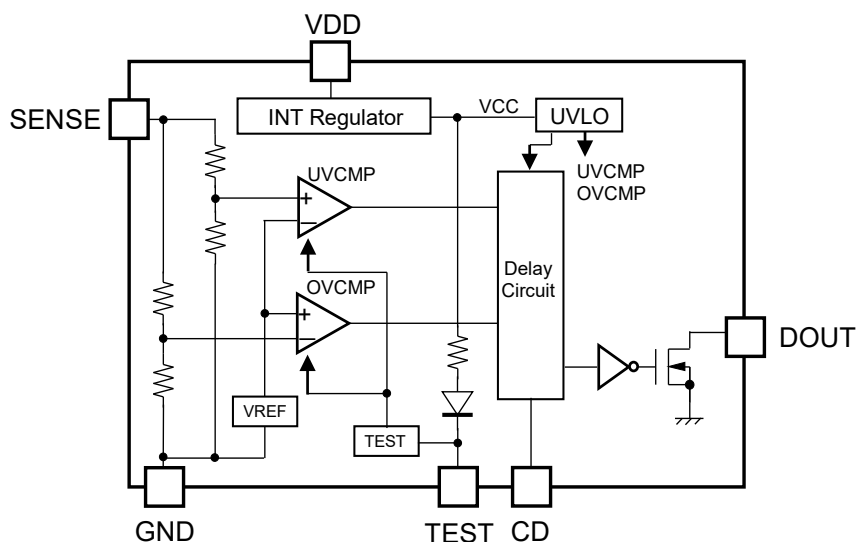 VDD
SENSE
INT Regulator
VCC
UVLO
UVCMP
OVCMP
UVCMP
+
−
Delay
Circuit
OVCMP
+
−
DOUT
VREF
TEST
GND
TEST
CD